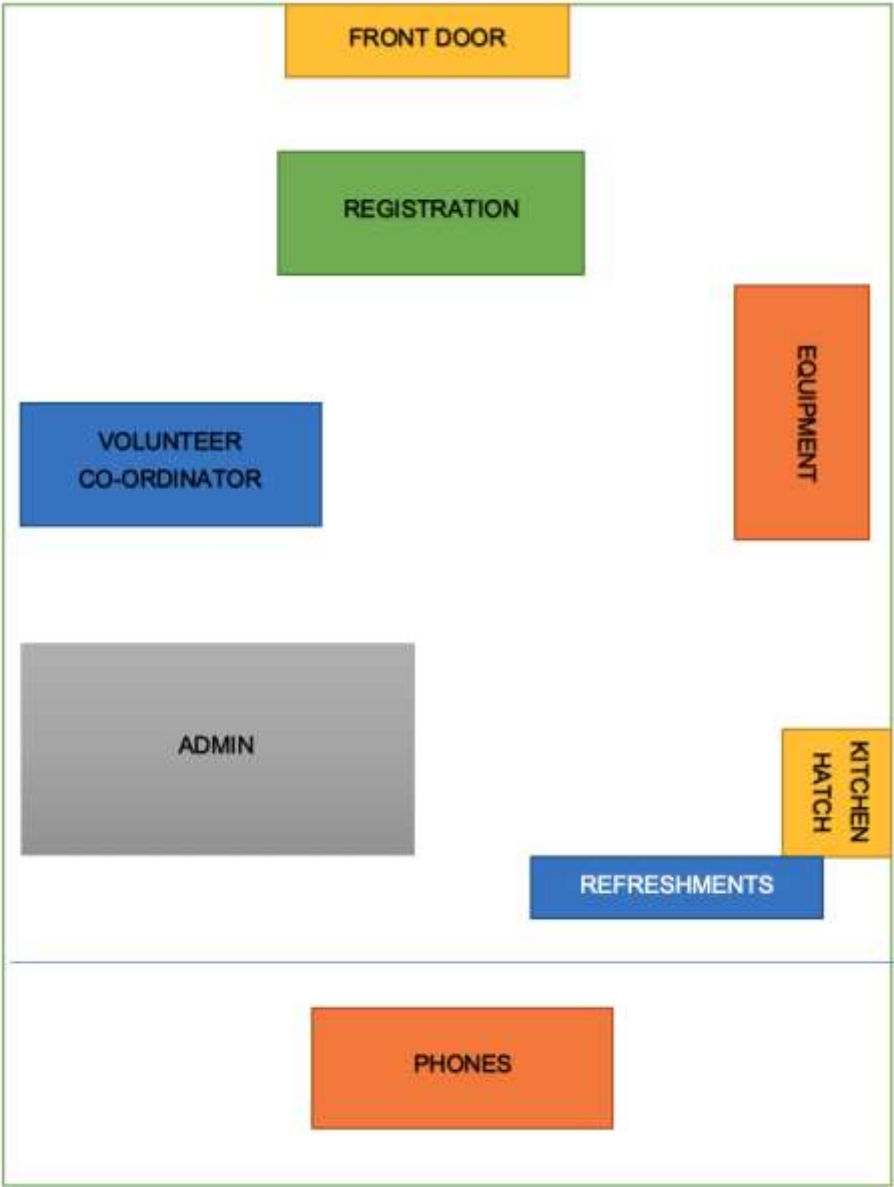 FRONT DOOR
REGISTRATION
EQUIPMENT
VOLUNTEER
CO-ORDINATOR
ADMIN
KITCHEN
HATCH
REFRESHMENTS
PHONES